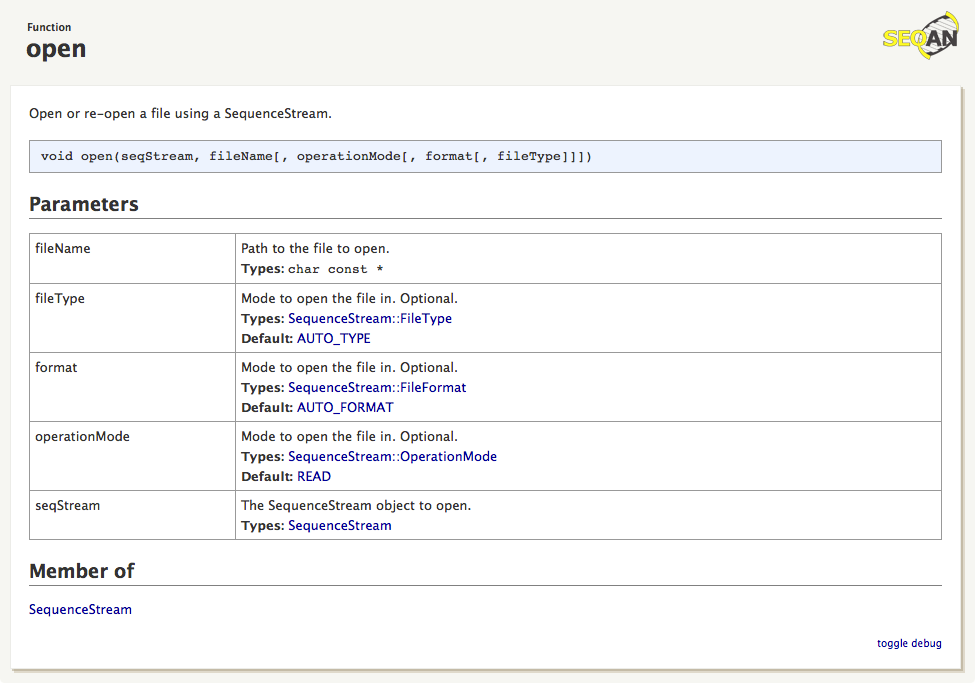 Function
open
SEQAN
Open or re-open a file using a SequenceStream.
void open(seqStream, fileName[, operationMode[, format[, fileType]]])
Parameters
fileName
Path to the file to open.
Types: char const *
fileType
Mode to open the file in. Optional.
Types: SequenceStream::FileType
Default: AUTO_TYPE
format
Mode to open the file in. Optional.
Types: SequenceStream::FileFormat
Default: AUTO_FORMAT
operationMode
Mode to open the file in. Optional.
Types: SequenceStream::OperationMode
Default: READ
seqStream
The SequenceStream object to open.
Types: SequenceStream
Member of
SequenceStream
toggle debug